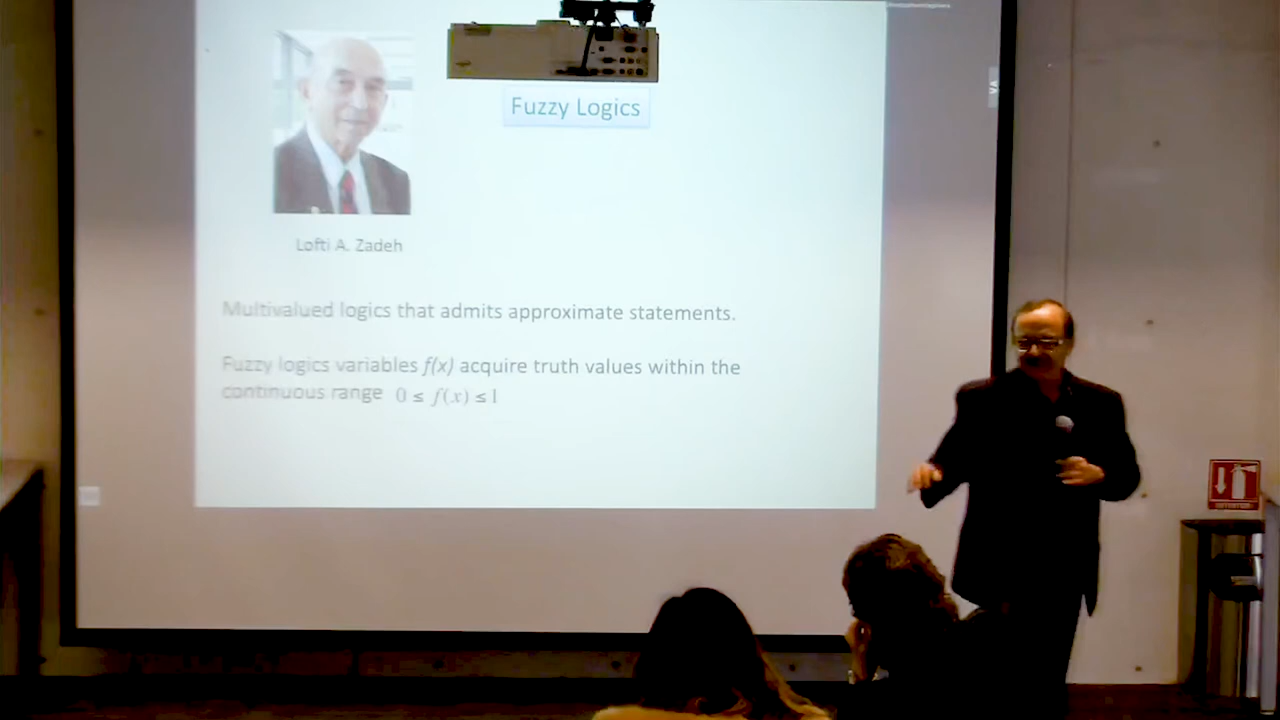 Fuzzy Logics
Lofti A. Zadeh
Multivalued logics that admits approximate statements.
Fuzzy logics variables f(x) acquire truth values within the
continuous range 0 ≤ f(x) ≤ 1